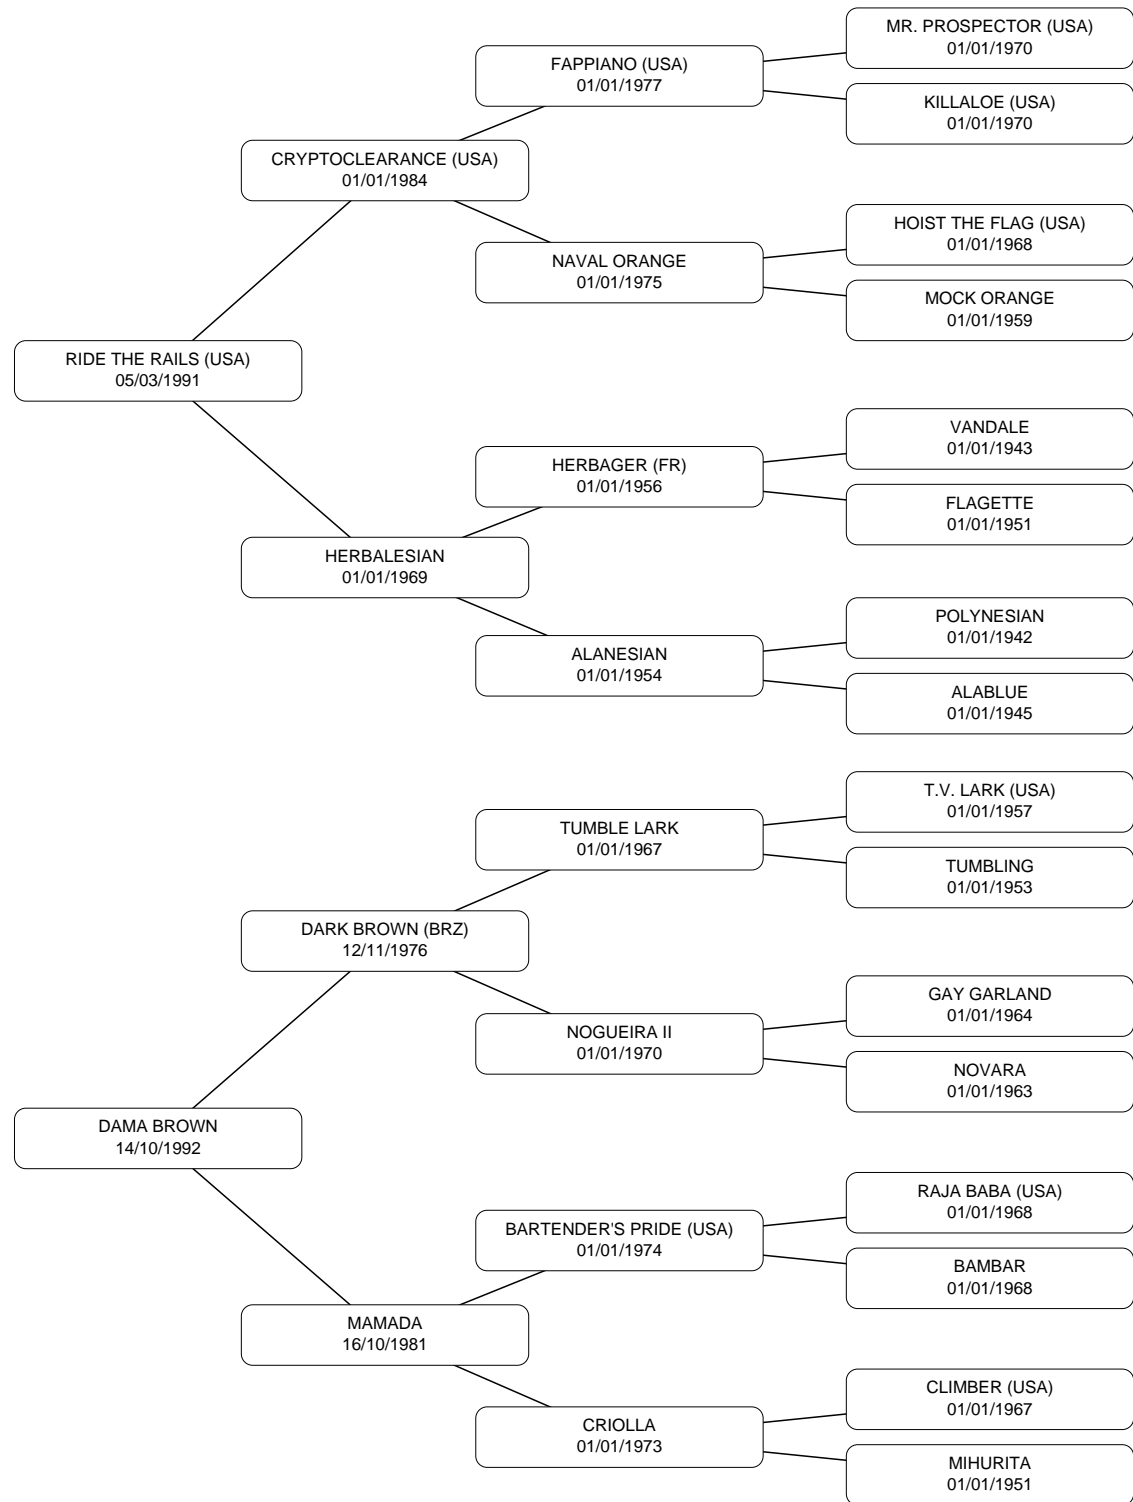 MR. PROSPECTOR (USA)
01/01/1970
FAPPIANO (USA)
01/01/1977
KILLALOE (USA)
01/01/1970
CRYPTOCLEARANCE (USA)
01/01/1984
HOIST THE FLAG (USA)
01/01/1968
NAVAL ORANGE
01/01/1975
MOCK ORANGE
01/01/1959
RIDE THE RAILS (USA)
05/03/1991
VANDALE
01/01/1943
HERBAGER (FR)
01/01/1956
FLAGETTE
01/01/1951
HERBALESIAN
01/01/1969
POLYNESIAN
01/01/1942
ALANESIAN
01/01/1954
ALABLUE
01/01/1945
T.V. LARK (USA)
01/01/1957
TUMBLE LARK
01/01/1967
TUMBLING
01/01/1953
DARK BROWN (BRZ)
12/11/1976
GAY GARLAND
01/01/1964
NOGUEIRA II
01/01/1970
NOVARA
01/01/1963
DAMA BROWN
14/10/1992
RAJA BABA (USA)
01/01/1968
BARTENDER'S PRIDE (USA)
01/01/1974
BAMBAR
01/01/1968
MAMADA
16/10/1981
CLIMBER (USA)
01/01/1967
CRIOLLA
01/01/1973
MIHURITA
01/01/1951